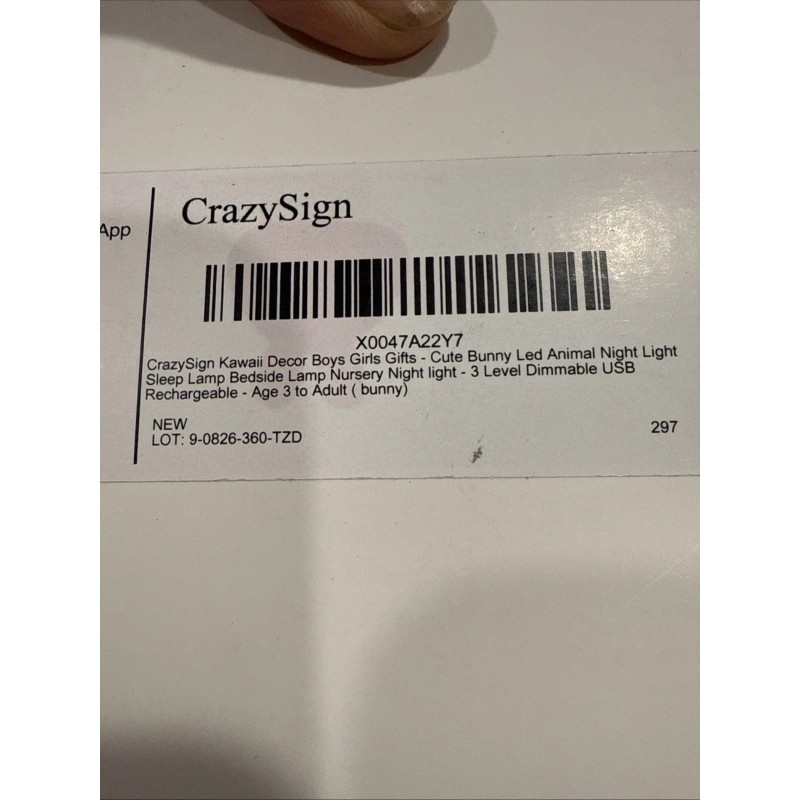 App
CrazySign
X0047A22Y7
CrazySign Kawaii Decor Boys Girls Gifts - Cute Bunny Led Animal Night Light
Sleep Lamp Bedside Lamp Nursery Night light - 3 Level Dimmable USB
Rechargeable - Age 3 to Adult ( bunny)
NEW
LOT: 9-0826-360-TZD
297